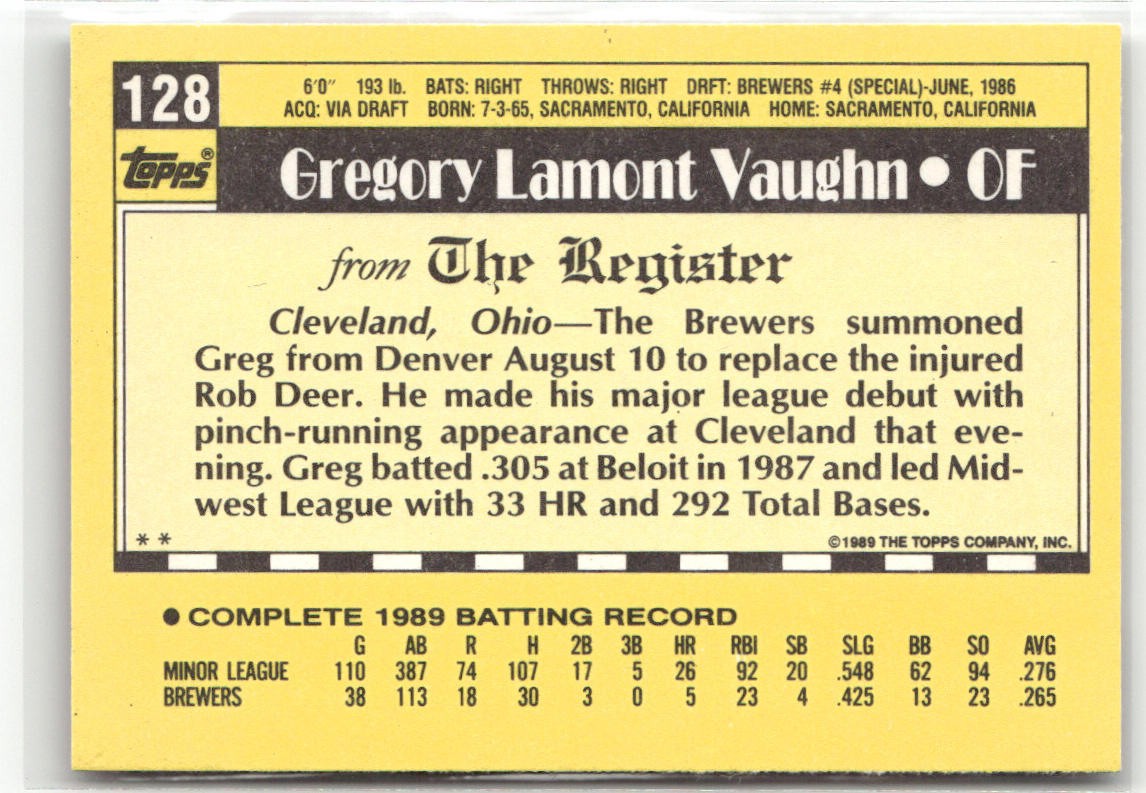 128
6'0" 193 lb. BATS: RIGHT THROWS: RIGHT DRFT: BREWERS #4 (SPECIAL)-JUNE, 1986
ACQ: VIA DRAFT BORN: 7-3-65, SACRAMENTO, CALIFORNIA HOME: SACRAMENTO, CALIFORNIA
topps®
Gregory Lamont Vaughn • OF
from The Register
Cleveland, Ohio—The Brewers summoned
Greg from Denver August 10 to replace the injured
Rob Deer. He made his major league debut with
pinch-running appearance at Cleveland that eve-
ning. Greg batted .305 at Beloit in 1987 and led Mid-
west League with 33 HR and 292 Total Bases.
* * ©1989 THE TOPPS COMPANY, INC.
● COMPLETE 1989 BATTING RECORD
G AB R H 2B 3B HR RBI SB SLG BB SO AVG
MINOR LEAGUE 110 387 74 107 17 5 26 92 20 .548 62 94 .276
BREWERS 38 113 18 30 3 0 5 23 4 .425 13 23 .265